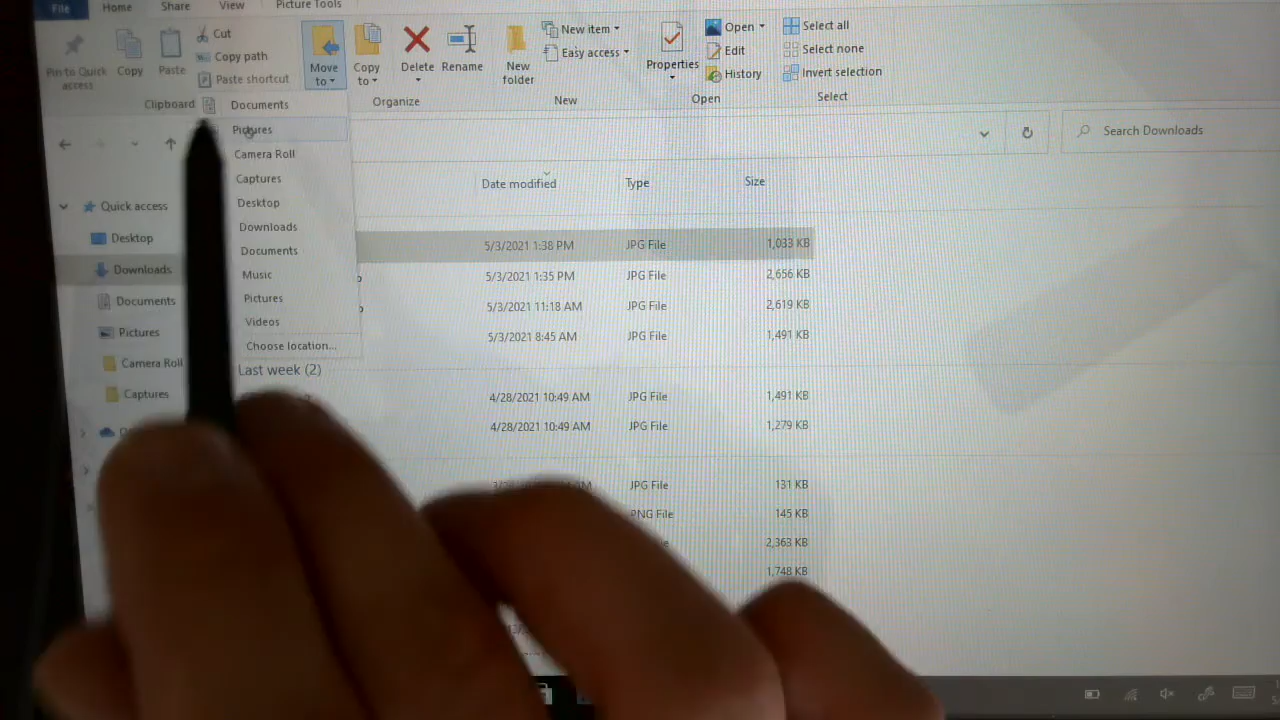 File Home Share View Picture Tools
Pin to Quick access
Copy
Paste
Cut
Copy path
Paste shortcut
Move to
Copy to
Delete
Rename
New folder
New item
Easy access
Properties
Open
Edit
History
Select all
Select none
Invert selection
Clipboard
Organize
New
Open
Select
Documents
Pictures
Camera Roll
Captures
Desktop
Downloads
Documents
Music
Pictures
Videos
Choose location...
Search Downloads
Date modified Type Size
Quick access
Desktop
Downloads
Documents
Pictures
Camera Roll
Captures
5/3/2021 1:38 PM JPG File 1,033 KB
5/3/2021 1:35 PM JPG File 2,656 KB
5/3/2021 11:18 AM JPG File 2,619 KB
5/3/2021 8:45 AM JPG File 1,491 KB
Last week (2)
4/28/2021 10:49 AM JPG File 1,491 KB
4/28/2021 10:49 AM JPG File 1,279 KB
JPG File 131 KB
PNG File 145 KB
2,363 KB
1,748 KB